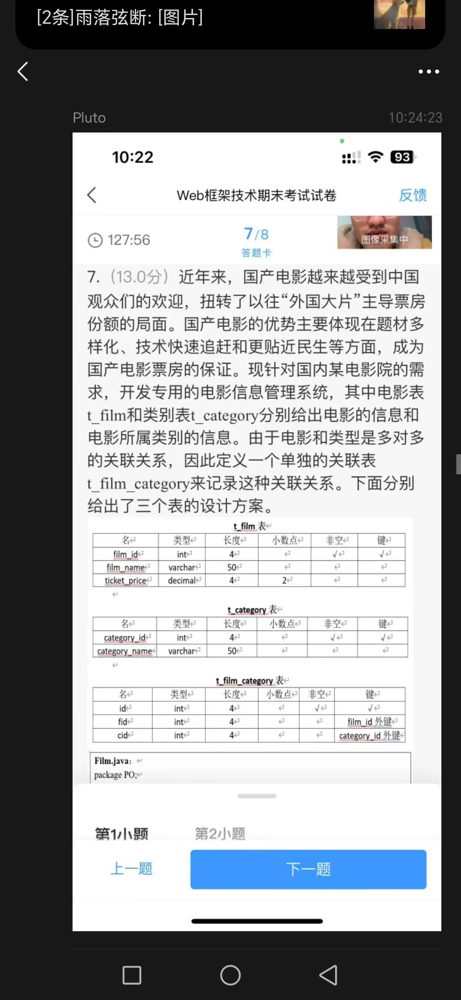 [2条]雨落弦断: [图片]
Pluto
10:24:23
10:22
93
Web框架技术期末考试试卷
反馈
127:56
7/8
答题卡
图像采集中
7.（13.0分）近年来，国产电影越来越受到中国
观众们的欢迎，扭转了以往“外国大片”主导票房
份额的局面。国产电影的优势主要体现在题材多
样化、技术快速追赶和更贴近民生等方面，成为
国产电影票房的保证。现针对国内某电影院的需
求，开发专用的电影信息管理系统，其中电影表
t_film和类别表t_category分别给出电影的信息和
电影所属类别的信息。由于电影和类型是多对多
的关联关系，因此定义一个单独的关联表
t_film_category来记录这种关联关系。下面分别
给出了三个表的设计方案。
t_film 表
名 类型 长度 小数点 非空 键
film_id int 4 √ √
film_name varchar 50
ticket_price decimal 4 2
t_category 表
名 类型 长度 小数点 非空 键
category_id int 4 √ √
category_name varchar 50
t_film_category 表
名 类型 长度 小数点 非空 键
id int 4 √ √
fid int 4 film_id 外键
cid int 4 category_id 外键
Film.java：
package PO;
第1小题
第2小题
上一题
下一题